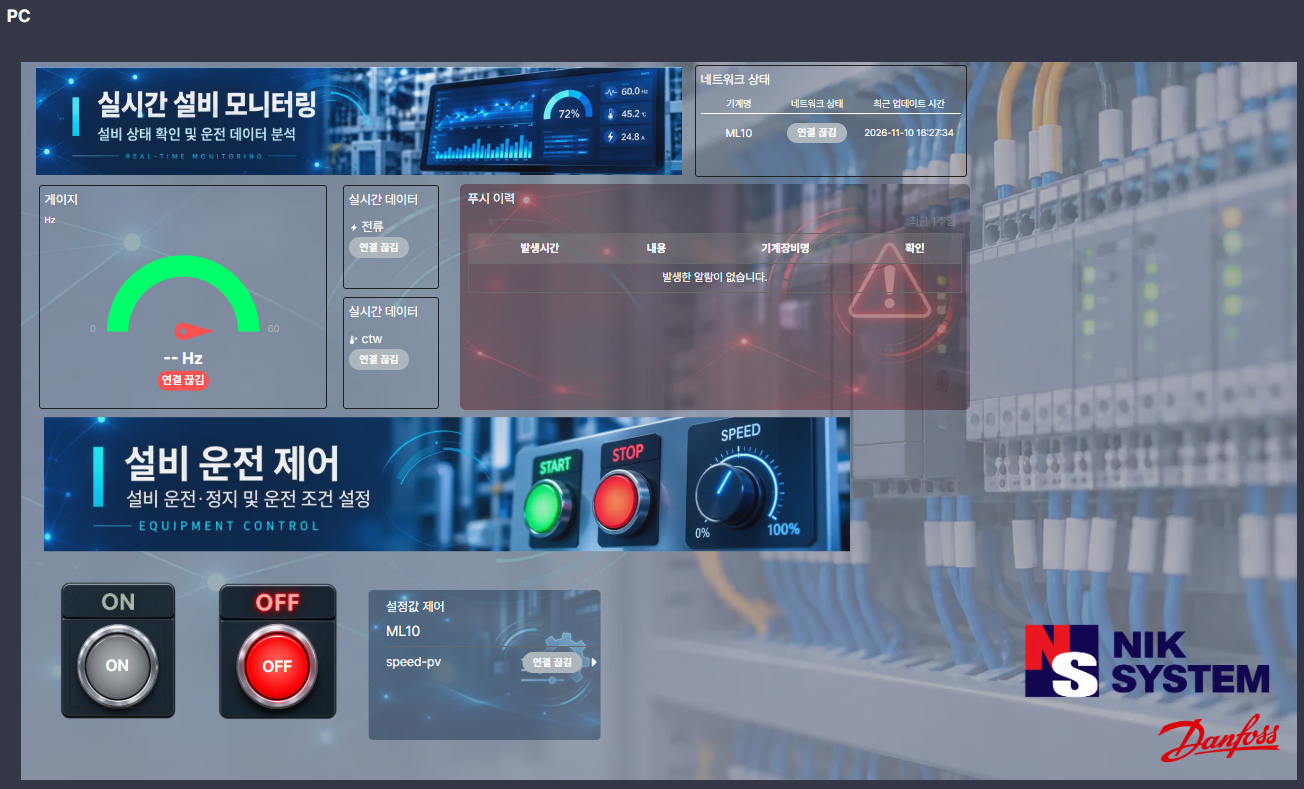 PC
실시간 설비 모니터링
설비 상태 확인 및 운전 데이터 분석
REAL-TIME MONITORING
72%
60.0 Hz
45.2 ℃
24.8 A
네트워크 상태
기계명 네트워크 상태 최근 업데이트 시간
ML10 연결 끊김 2026-11-10 16:27:34
게이지
Hz
0 60
-- Hz
연결 끊김
실시간 데이터
전류
연결 끊김
실시간 데이터
ctw
연결 끊김
푸시 이력
최근 1주일
발생시간 내용 기계장비명 확인
발생한 알람이 없습니다.
설비 운전 제어
설비 운전·정지 및 운전 조건 설정
EQUIPMENT CONTROL
START
STOP
SPEED
0% 100%
ON
ON
OFF
OFF
설정값 제어
ML10
speed-pv 연결 끊김
NS
NIK
SYSTEM
Danfoss